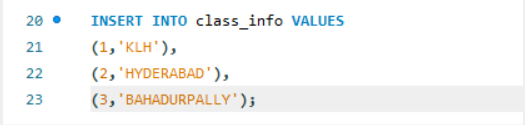 20 INSERT INTO class_info VALUES
21 (1,'KLH'),
22 (2,'HYDERABAD'),
23 (3,'BAHADURPALLY');